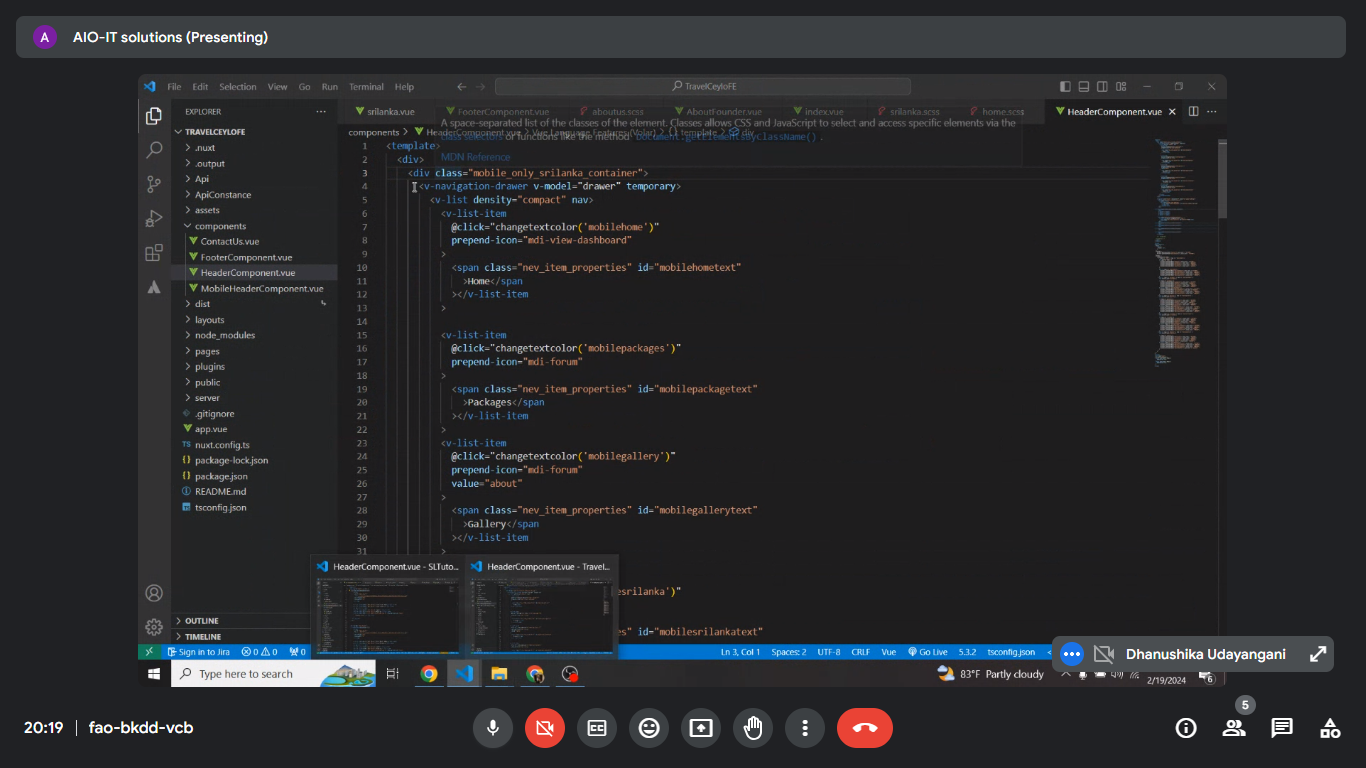 A AIO-IT solutions (Presenting)
File Edit Selection View Go Run Terminal Help
TravelCeyloFE
EXPLORER
TRAVELCEYLOFE
.nuxt
.output
Api
ApiConstance
assets
components
ContactUs.vue
FooterComponent.vue
HeaderComponent.vue
MobileHeaderComponent.vue
dist
layouts
node_modules
pages
plugins
public
server
.gitignore
app.vue
TS nuxt.config.ts
{} package-lock.json
{} package.json
README.md
tsconfig.json
OUTLINE
TIMELINE
srilanka.vue FooterComponent.vue aboutus.scss AboutFounder.vue index.vue srilanka.scss home.scss HeaderComponent.vue
components > HeaderComponent.vue > Vue Language Features (Volar) > {} template > div
A space-separated list of the classes of the element. Classes allows CSS and JavaScript to select and access specific elements via the
class selectors or functions like the method Document.getElementsByClassName() .
MDN Reference
1 <template>
2 <div>
3 <div class="mobile_only_srilanka_container">
4 <v-navigation-drawer v-model="drawer" temporary>
5 <v-list density="compact" nav>
6 <v-list-item
7 @click="changetextcolor('mobilehome')"
8 prepend-icon="mdi-view-dashboard"
9 >
10 <span class="nev_item_properties" id="mobilehometext"
11 >Home</span
12 ></v-list-item
13 >
14
15 <v-list-item
16 @click="changetextcolor('mobilepackages')"
17 prepend-icon="mdi-forum"
18 >
19 <span class="nev_item_properties" id="mobilepackagetext"
20 >Packages</span
21 ></v-list-item
22 >
23 <v-list-item
24 @click="changetextcolor('mobilegallery')"
25 prepend-icon="mdi-forum"
26 value="about"
27 >
28 <span class="nev_item_properties" id="mobilegallerytext"
29 >Gallery</span
30 ></v-list-item
31 >
esrilanka')"
es" id="mobilesrilankatext"
HeaderComponent.vue - SLTuto... HeaderComponent.vue - Travel...
Sign in to Jira 0 0 0 Ln 3, Col 1 Spaces: 2 UTF-8 CRLF Vue Go Live 5.3.2 tsconfig.json
Type here to search 83°F Partly cloudy 2/19/2024 6
Dhanushika Udayangani
20:19 | fao-bkdd-vcb
CC
5